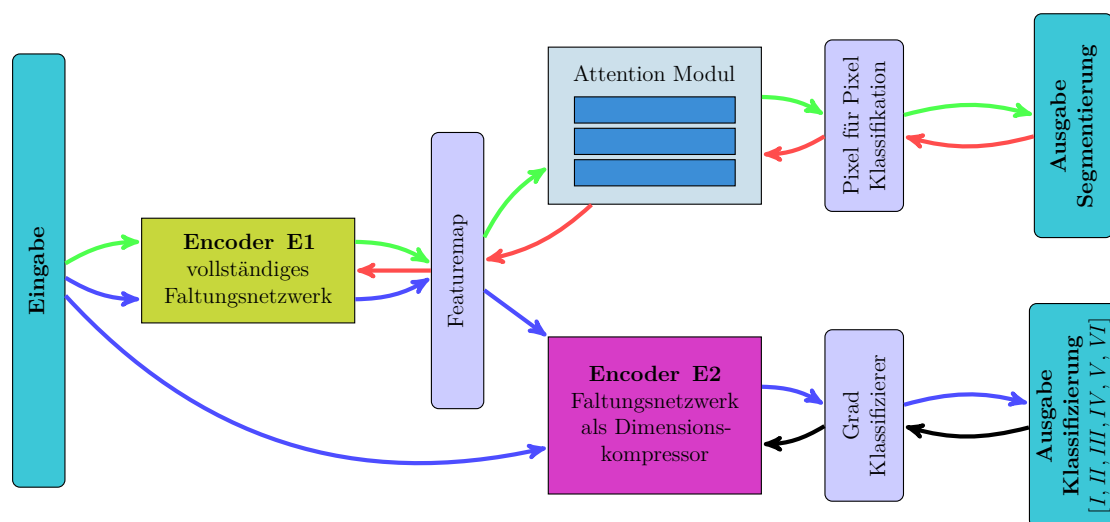 Eingabe
Encoder E1
vollständiges
Faltungsnetzwerk
Featuremap
Attention Modul
Pixel für Pixel
Klassifikation
Ausgabe
Segmentierung
Encoder E2
Faltungsnetzwerk
als Dimensions-
kompressor
Grad
Klassifizierer
Ausgabe
Klassifizierung
[I, II, III, IV, V, VI]